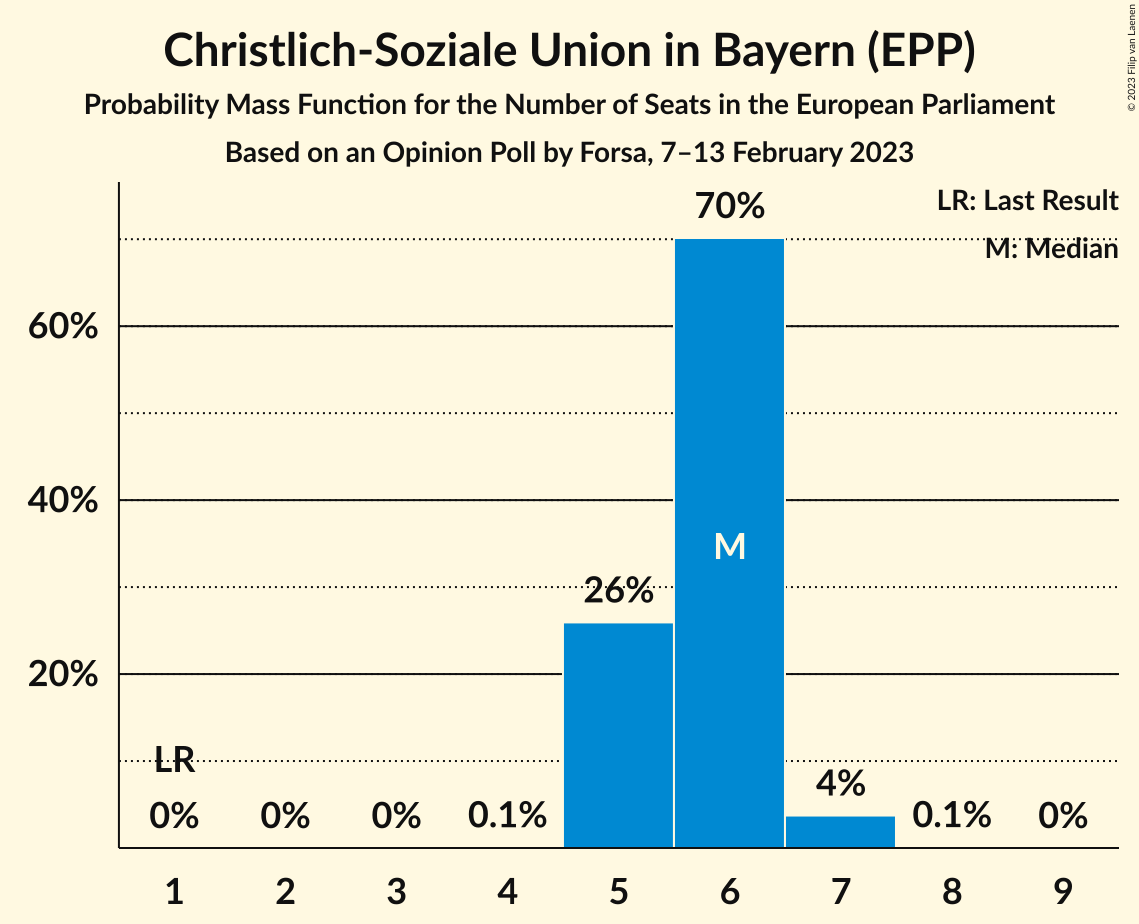 Christlich-Soziale Union in Bayern (EPP)
Probability Mass Function for the Number of Seats in the European Parliament
Based on an Opinion Poll by Forsa, 7–13 February 2023
© 2023 Filip van Laenen
LR: Last Result
M: Median
70%
60%
40%
M
26%
20%
LR
4%
0% 0% 0% 0.1% 0.1% 0%
1 2 3 4 5 6 7 8 9